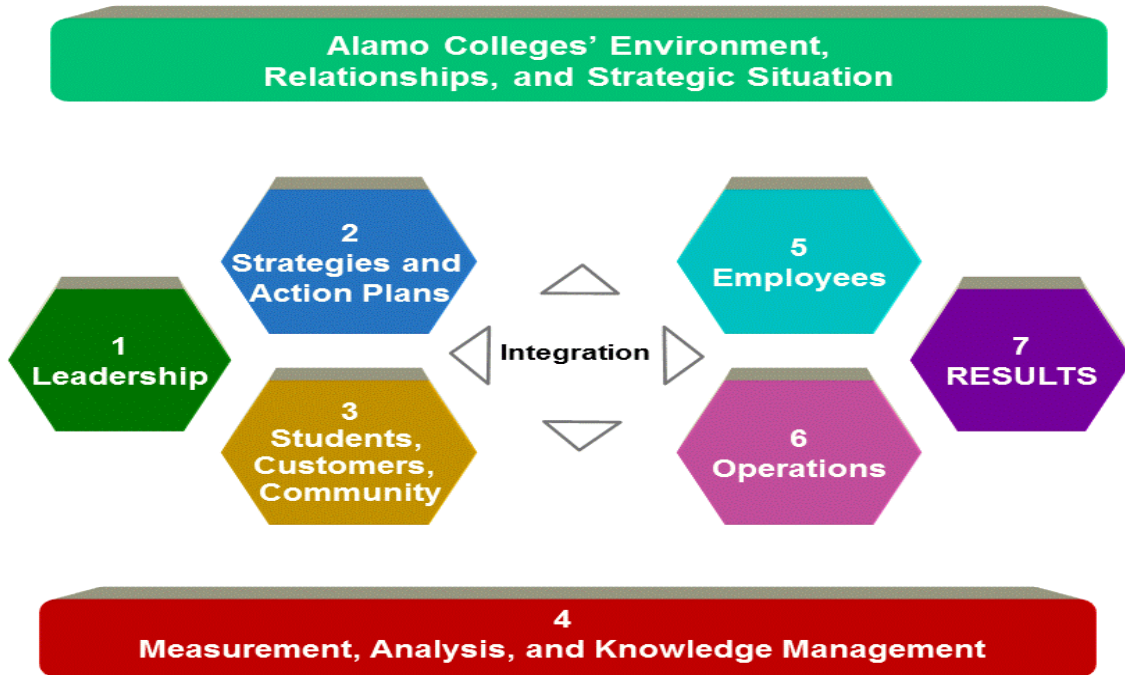 Alamo Colleges’ Environment,
Relationships, and Strategic Situation
1
Leadership
2
Strategies and
Action Plans
3
Students,
Customers,
Community
Integration
5
Employees
6
Operations
7
RESULTS
4
Measurement, Analysis, and Knowledge Management